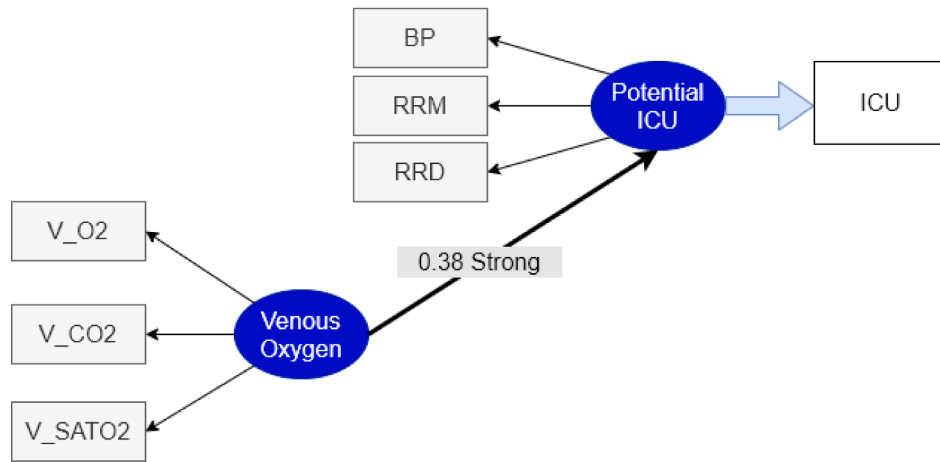 BP
Potential
ICU
ICU
RRM
RRD
V_O2
0.38 Strong
V_CO2
Venous
Oxygen
V_SATO2